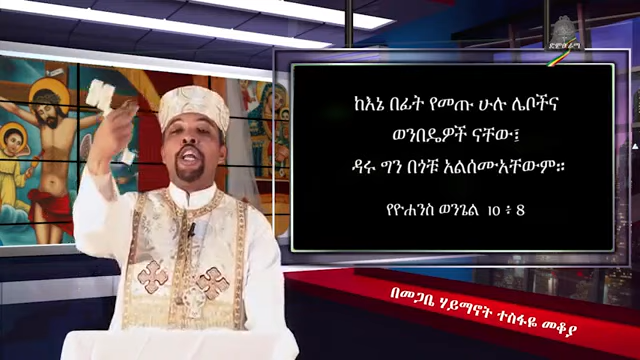 ከእኔ በፊት የመጡ ሁሉ ሌቦችና
ወንበዴዎች ናቸው፤
ዳሩ ግን በጎቹ አልሰሙአቸውም።
የዮሐንስ ወንጌል 10 ፥ 8
በመጋቤ ሃይማኖት ተስፋዬ መቆያ